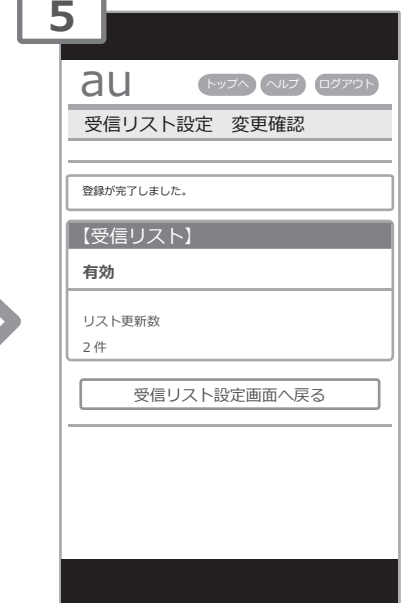 5
au トップへ ヘルプ ログアウト
受信リスト設定　変更確認
登録が完了しました。
【受信リスト】
有効
リスト更新数
2 件
受信リスト設定画面へ戻る